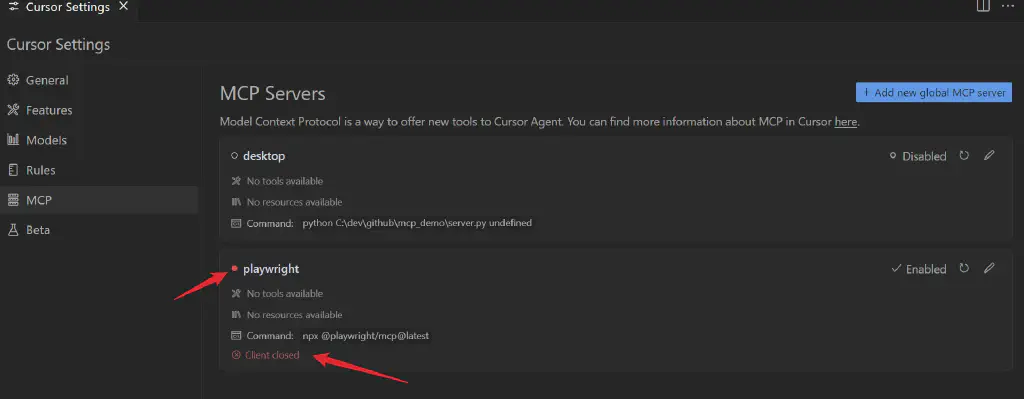 Cursor Settings
Cursor Settings
General
Features
Models
Rules
MCP
Beta
MCP Servers
+ Add new global MCP server
Model Context Protocol is a way to offer new tools to Cursor Agent. You can find more information about MCP in Cursor here.
desktop
Disabled
No tools available
No resources available
Command: python C:\dev\github\mcp_demo\server.py undefined
playwright
Enabled
No tools available
No resources available
Command: npx @playwright/mcp@latest
Client closed